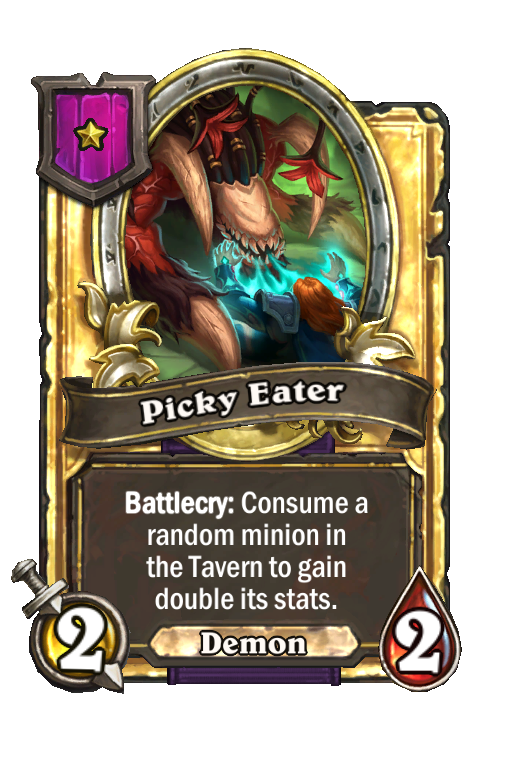 Picky Eater
Battlecry: Consume a
random minion in
the Tavern to gain
double its stats.
2
Demon
2